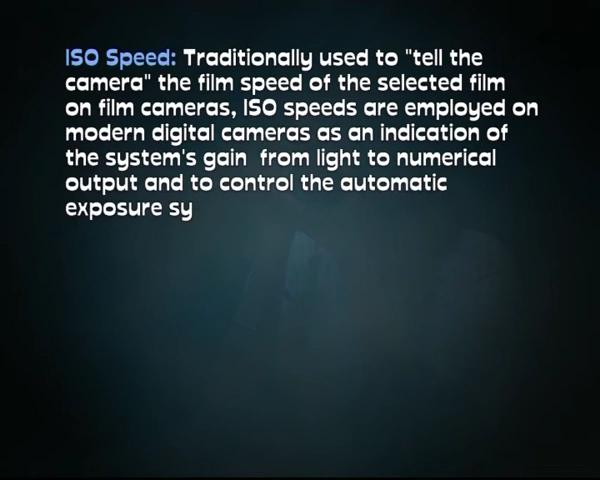 ISO Speed: Traditionally used to "tell the
camera" the film speed of the selected film
on film cameras, ISO speeds are employed on
modern digital cameras as an indication of
the system's gain  from light to numerical
output and to control the automatic
exposure sy